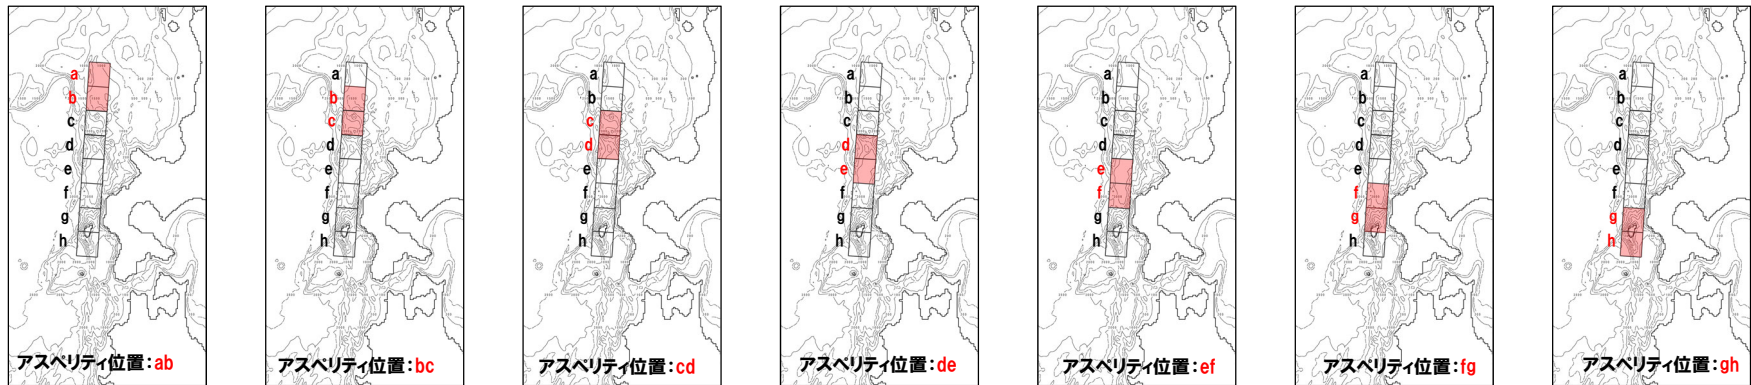 a
b
c
d
e
f
g
h
アスペリティ位置:ab
a
b
c
d
e
f
g
h
アスペリティ位置:bc
a
b
c
d
e
f
g
h
アスペリティ位置:cd
a
b
c
d
e
f
g
h
アスペリティ位置:de
a
b
c
d
e
f
g
h
アスペリティ位置:ef
a
b
c
d
e
f
g
h
アスペリティ位置:fg
a
b
c
d
e
f
g
h
アスペリティ位置:gh